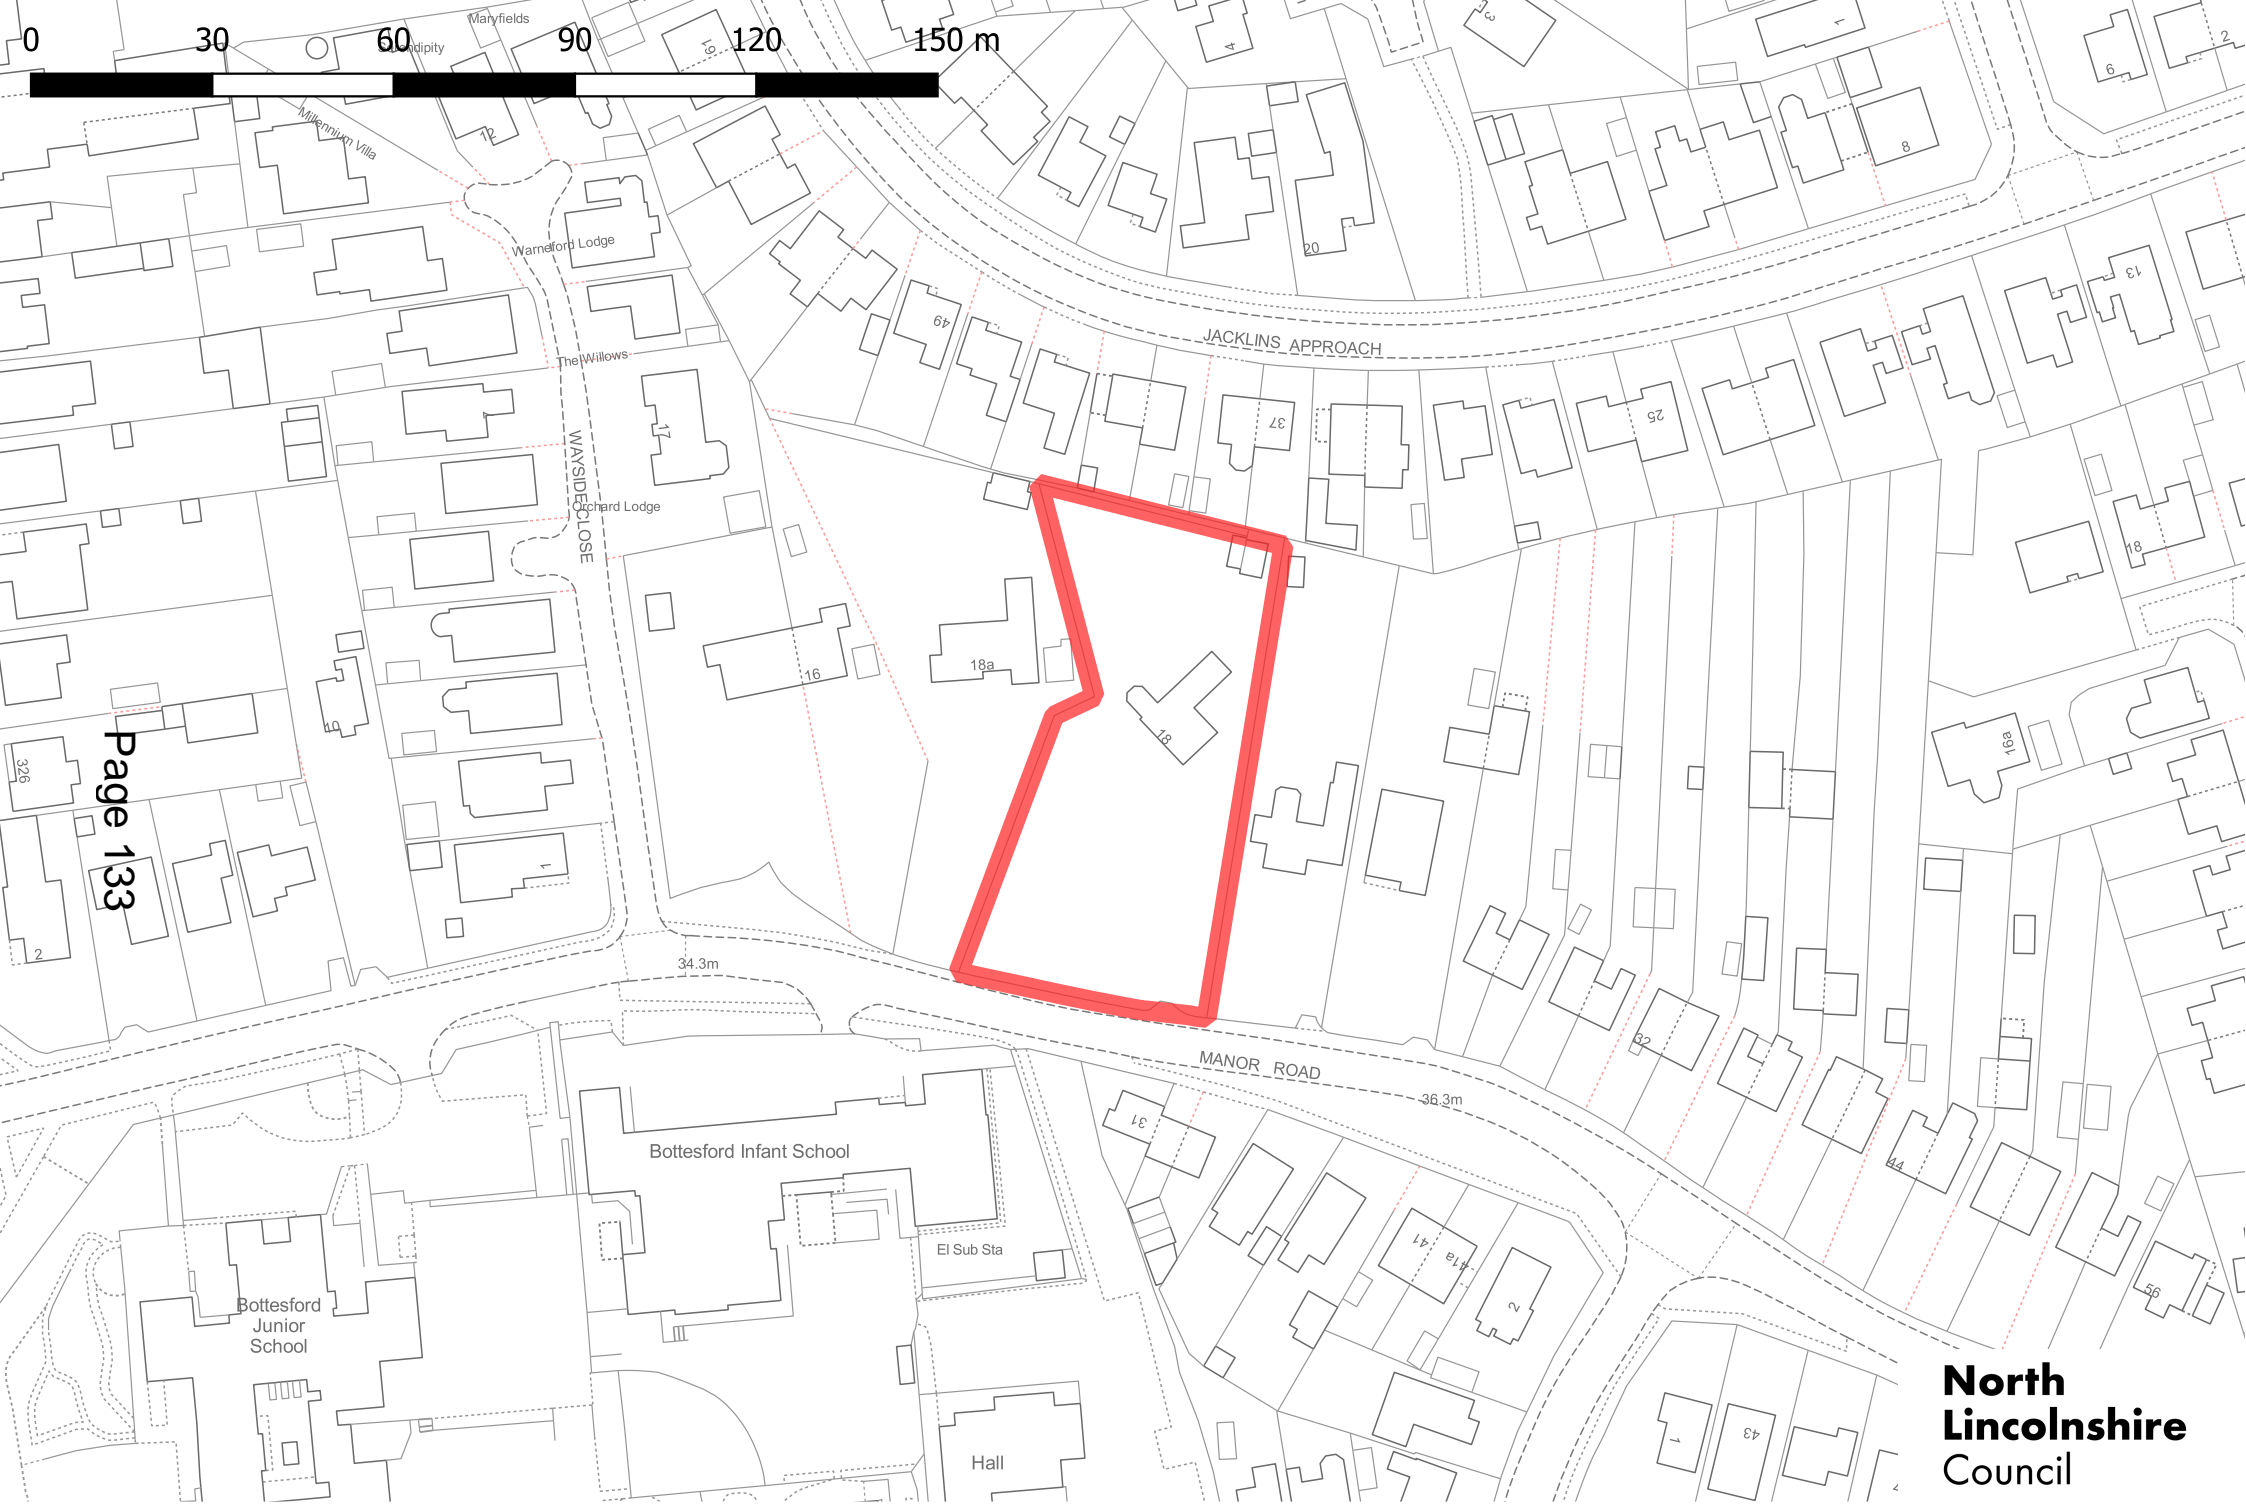 0 30 60 90 120 150 m
Maryfields
Millennium Villa
12
19
4
3
1
2
6
8
20
13
Warneford Lodge
The Willows
JACKLINS APPROACH
49
37
25
17
WAYSIDE CLOSE
Orchard Lodge
18
18a
16
18
10
326
16a
Page 133
1
2
34.3m
32
MANOR ROAD
36.3m
31
44
Bottesford Infant School
41
41a
El Sub Sta
2
56
Bottesford
Junior
School
Hall
1
43
North
Lincolnshire
Council